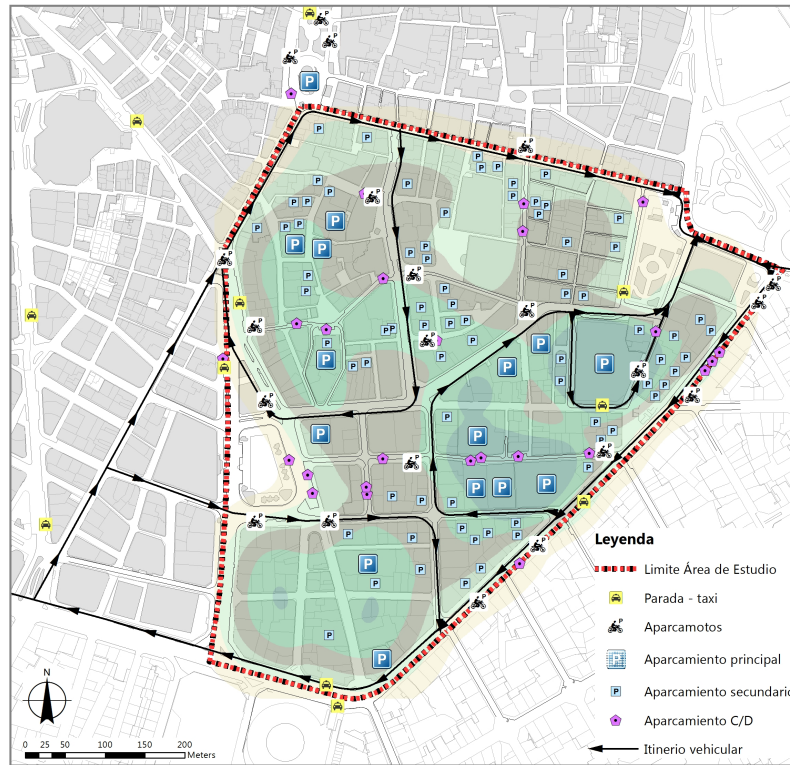 Leyenda
Limite Área de Estudio
Parada - taxi
Aparcamotos
Aparcamiento principal
Aparcamiento secundario
Aparcamiento C/D
Itinerio vehicular
N
0 25 50 100 150 200
Meters